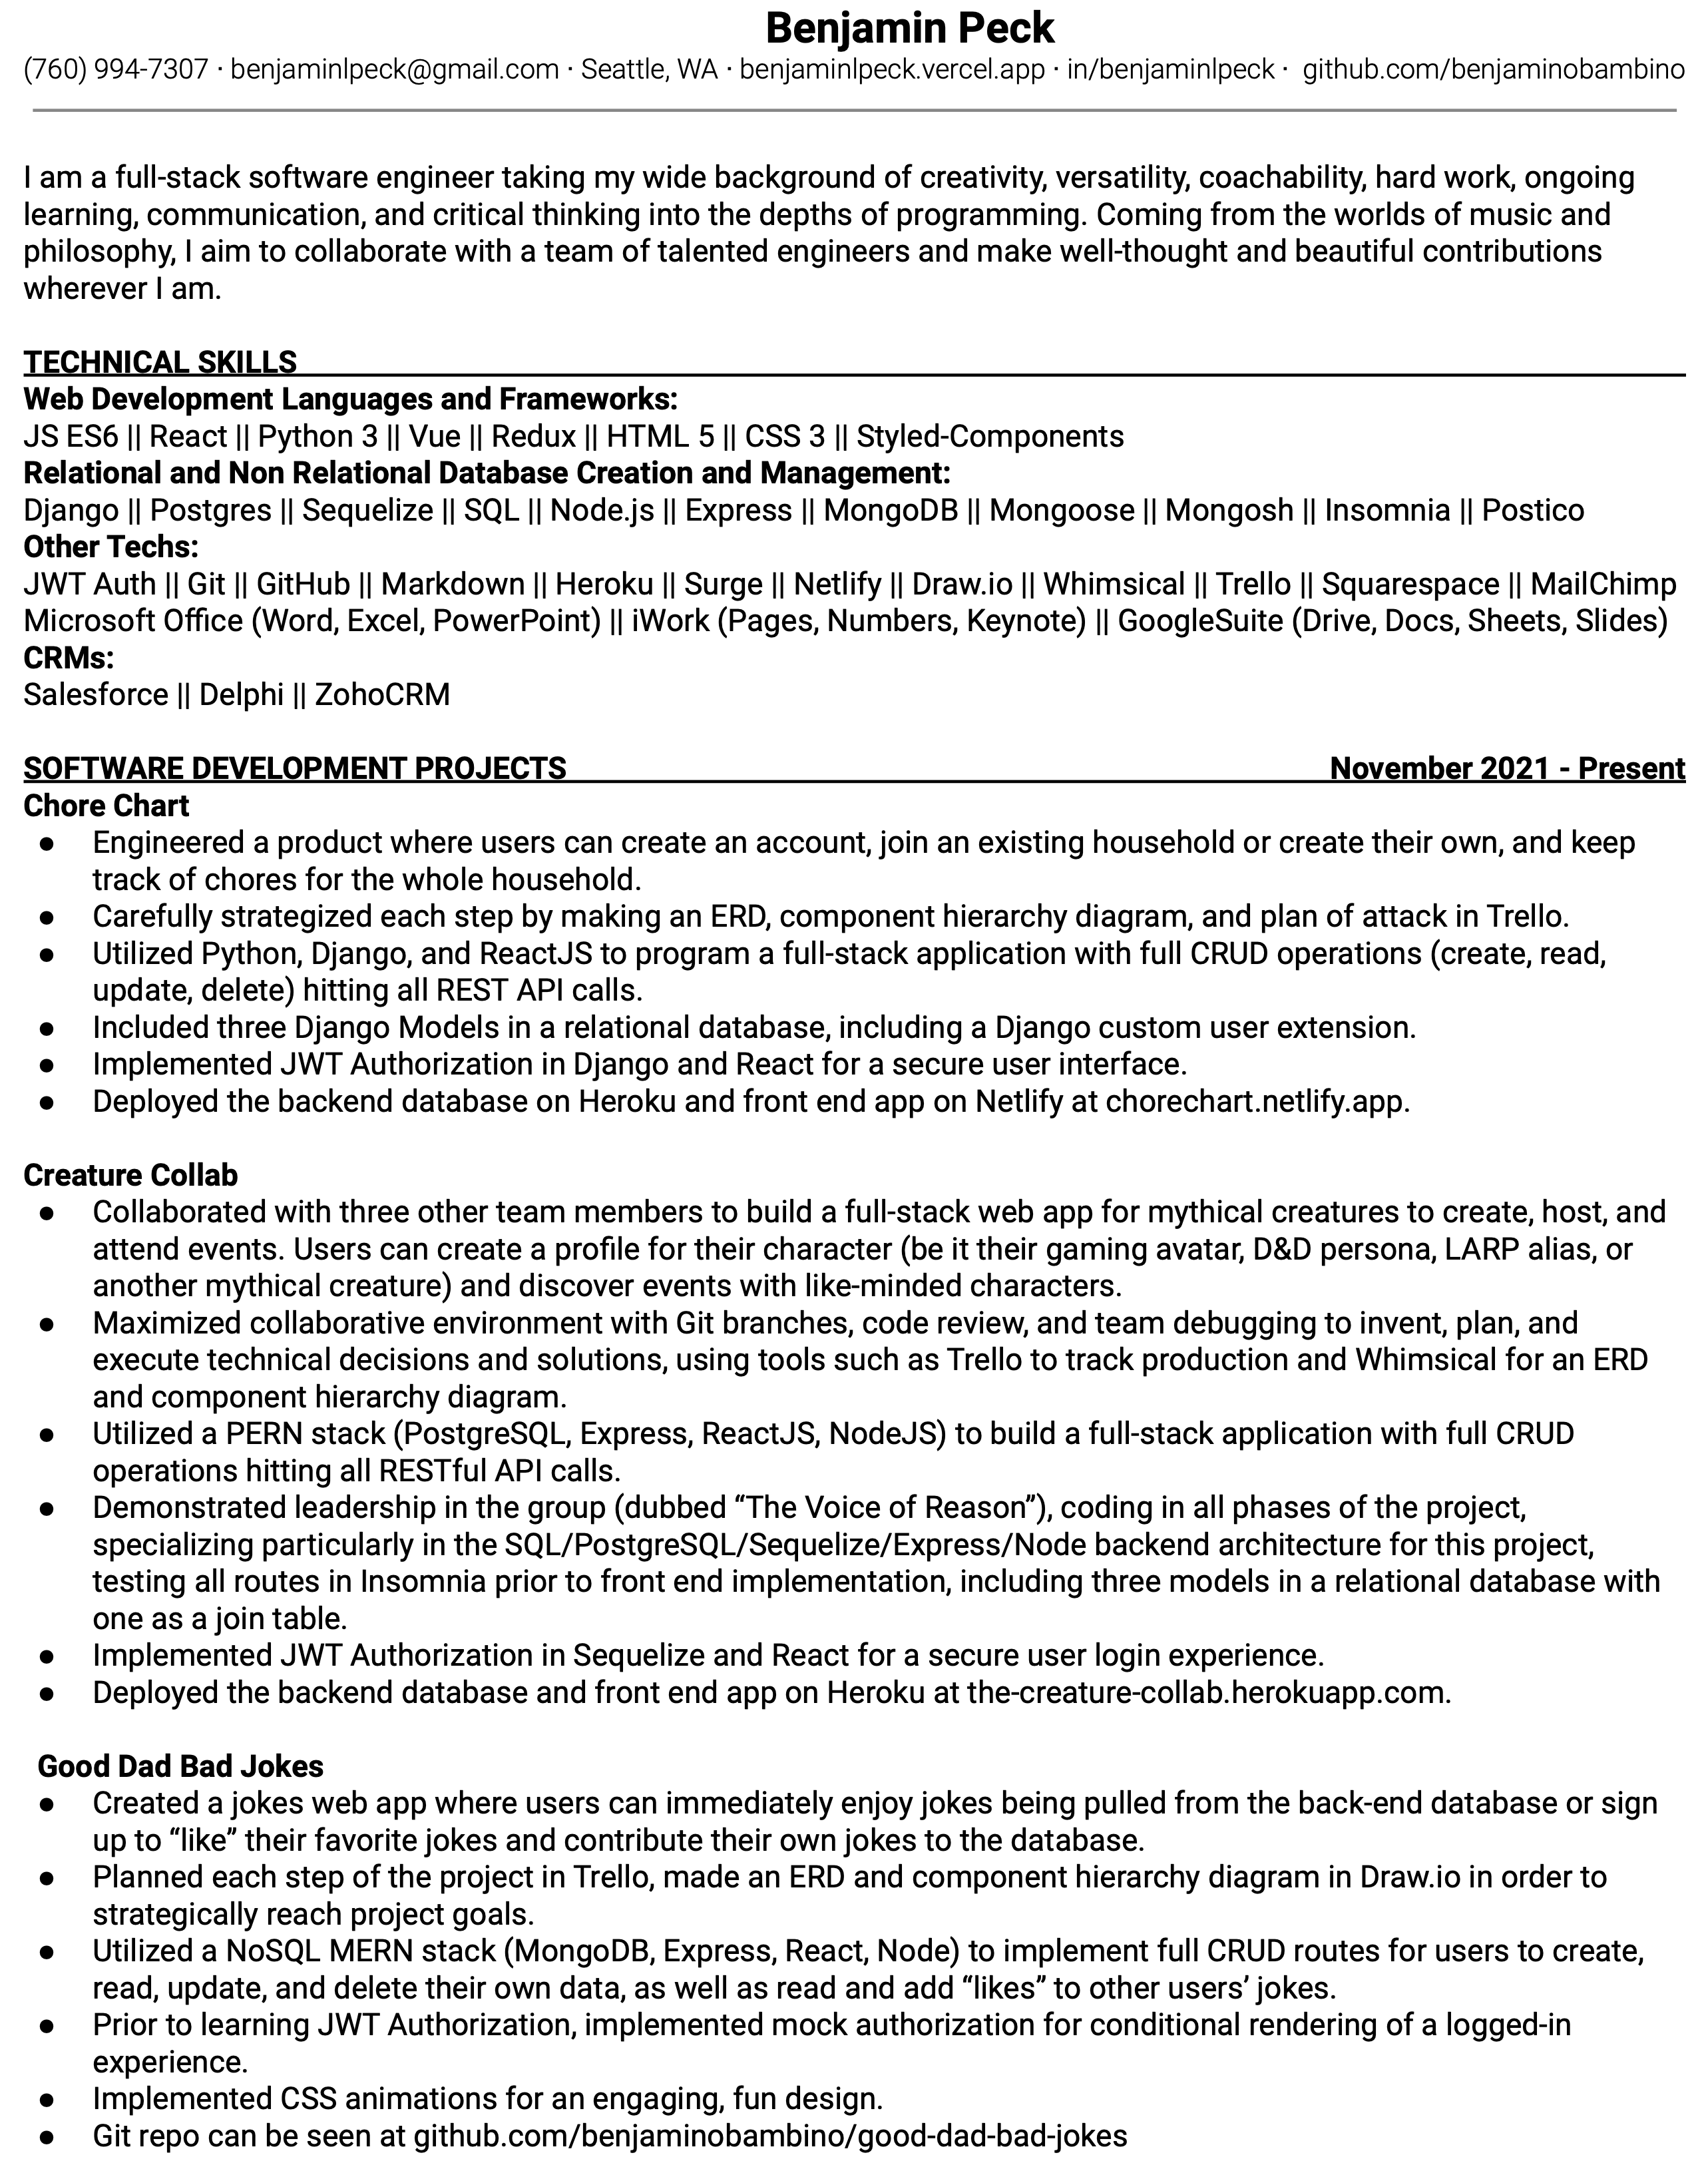 Benjamin Peck
(760) 994-7307 · benjaminlpeck@gmail.com · Seattle, WA · benjaminlpeck.vercel.app · in/benjaminlpeck · github.com/benjaminobambino
I am a full-stack software engineer taking my wide background of creativity, versatility, coachability, hard work, ongoing
learning, communication, and critical thinking into the depths of programming. Coming from the worlds of music and
philosophy, I aim to collaborate with a team of talented engineers and make well-thought and beautiful contributions
wherever I am.
TECHNICAL SKILLS
Web Development Languages and Frameworks:
JS ES6 || React || Python 3 || Vue || Redux || HTML 5 || CSS 3 || Styled-Components
Relational and Non Relational Database Creation and Management:
Django || Postgres || Sequelize || SQL || Node.js || Express || MongoDB || Mongoose || Mongosh || Insomnia || Postico
Other Techs:
JWT Auth || Git || GitHub || Markdown || Heroku || Surge || Netlify || Draw.io || Whimsical || Trello || Squarespace || MailChimp
Microsoft Office (Word, Excel, PowerPoint) || iWork (Pages, Numbers, Keynote) || GoogleSuite (Drive, Docs, Sheets, Slides)
CRMs:
Salesforce || Delphi || ZohoCRM
SOFTWARE DEVELOPMENT PROJECTS November 2021 - Present
Chore Chart
● Engineered a product where users can create an account, join an existing household or create their own, and keep
track of chores for the whole household.
● Carefully strategized each step by making an ERD, component hierarchy diagram, and plan of attack in Trello.
● Utilized Python, Django, and ReactJS to program a full-stack application with full CRUD operations (create, read,
update, delete) hitting all REST API calls.
● Included three Django Models in a relational database, including a Django custom user extension.
● Implemented JWT Authorization in Django and React for a secure user interface.
● Deployed the backend database on Heroku and front end app on Netlify at chorechart.netlify.app.
Creature Collab
● Collaborated with three other team members to build a full-stack web app for mythical creatures to create, host, and
attend events. Users can create a profile for their character (be it their gaming avatar, D&D persona, LARP alias, or
another mythical creature) and discover events with like-minded characters.
● Maximized collaborative environment with Git branches, code review, and team debugging to invent, plan, and
execute technical decisions and solutions, using tools such as Trello to track production and Whimsical for an ERD
and component hierarchy diagram.
● Utilized a PERN stack (PostgreSQL, Express, ReactJS, NodeJS) to build a full-stack application with full CRUD
operations hitting all RESTful API calls.
● Demonstrated leadership in the group (dubbed “The Voice of Reason”), coding in all phases of the project,
specializing particularly in the SQL/PostgreSQL/Sequelize/Express/Node backend architecture for this project,
testing all routes in Insomnia prior to front end implementation, including three models in a relational database with
one as a join table.
● Implemented JWT Authorization in Sequelize and React for a secure user login experience.
● Deployed the backend database and front end app on Heroku at the-creature-collab.herokuapp.com.
Good Dad Bad Jokes
● Created a jokes web app where users can immediately enjoy jokes being pulled from the back-end database or sign
up to “like” their favorite jokes and contribute their own jokes to the database.
● Planned each step of the project in Trello, made an ERD and component hierarchy diagram in Draw.io in order to
strategically reach project goals.
● Utilized a NoSQL MERN stack (MongoDB, Express, React, Node) to implement full CRUD routes for users to create,
read, update, and delete their own data, as well as read and add “likes” to other users’ jokes.
● Prior to learning JWT Authorization, implemented mock authorization for conditional rendering of a logged-in
experience.
● Implemented CSS animations for an engaging, fun design.
● Git repo can be seen at github.com/benjaminobambino/good-dad-bad-jokes